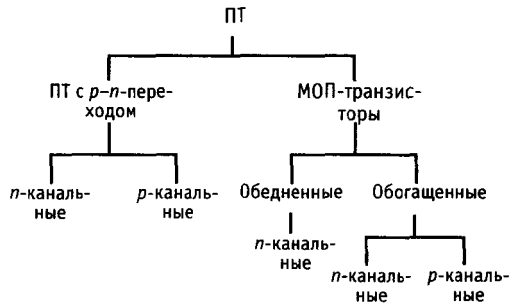 ПТ
ПТ с p–n-пере-
ходом
МОП-транзис-
торы
n-каналь-
ные
p-каналь-
ные
Обедненные
Обогащенные
n-каналь-
ные
n-каналь-
ные
p-каналь-
ные